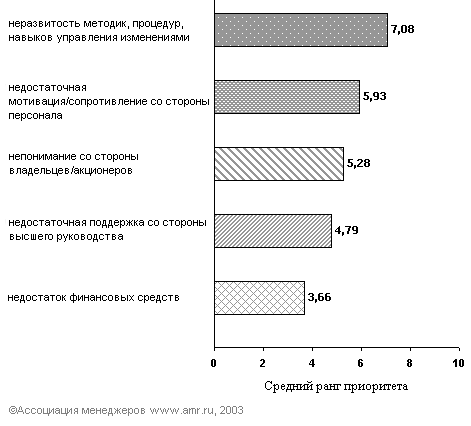 неразвитость методик, процедур,
навыков управления изменениями
7,08
недостаточная
мотивация/сопротивление со стороны
персонала
5,93
непонимание со стороны
владельцев/акционеров
5,28
недостаточная поддержка со стороны
высшего руководства
4,79
недостаток финансовых средств
3,66
0 2 4 6 8 10
Средний ранг приоритета
©Ассоциация менеджеров www.amr.ru, 2003